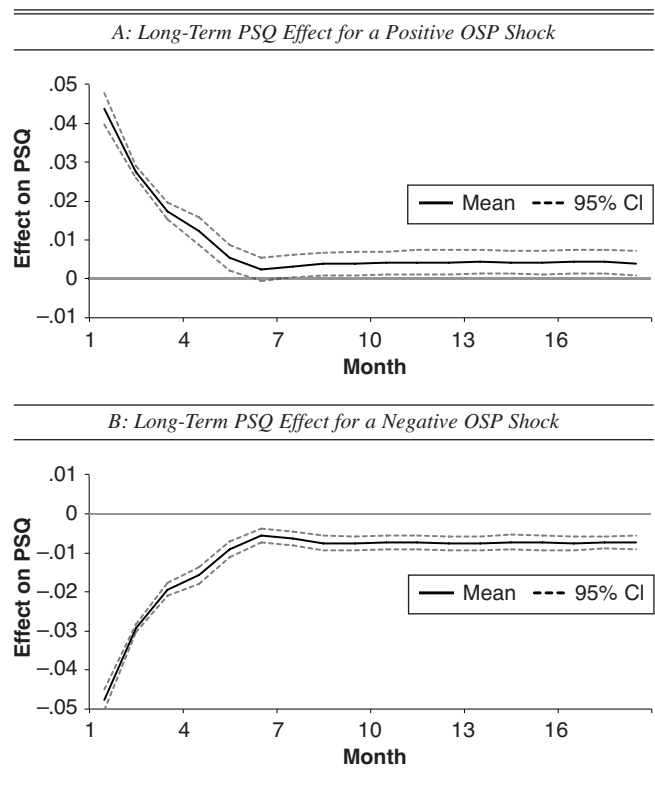 A: Long-Term PSQ Effect for a Positive OSP Shock
.05
.04
.03
.02
.01
0
–.01
Effect on PSQ
Mean
95% CI
1 4 7 10 13 16
Month
B: Long-Term PSQ Effect for a Negative OSP Shock
.01
0
–.01
–.02
–.03
–.04
–.05
Effect on PSQ
Mean
95% CI
1 4 7 10 13 16
Month